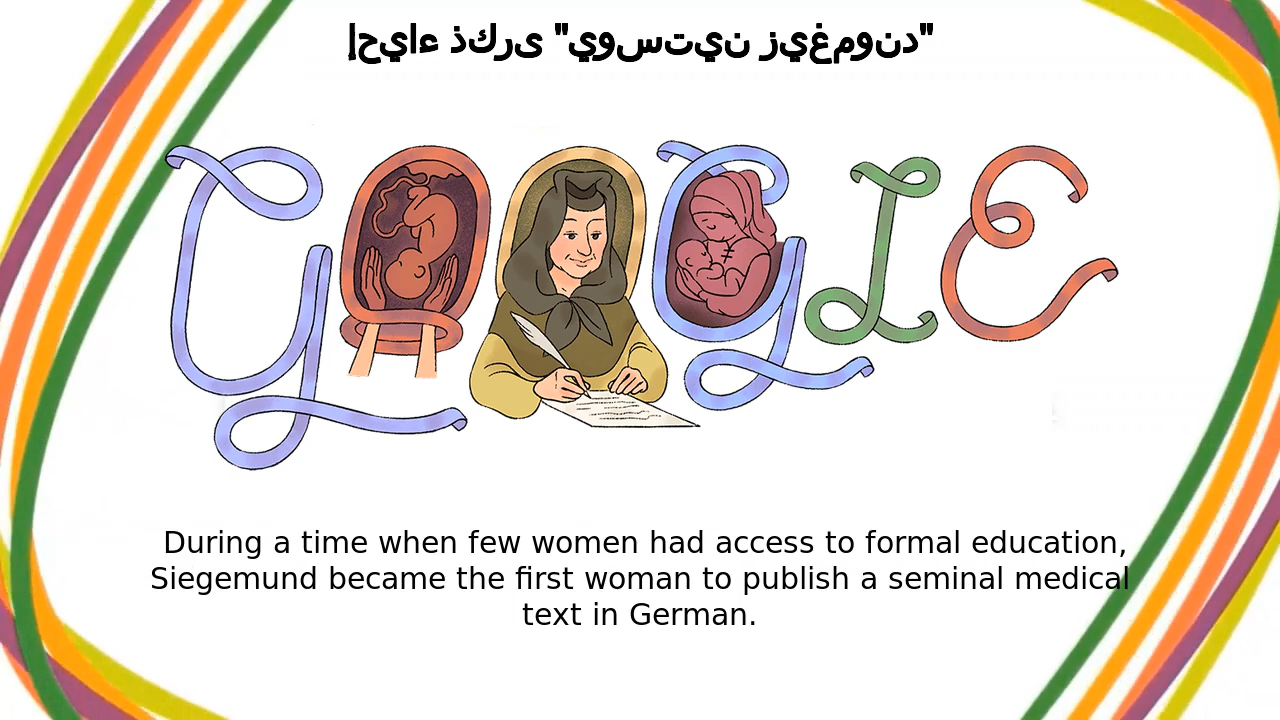 إحياء ذكرى "يوستين زيغموند"
GOOGLE
During a time when few women had access to formal education,
Siegemund became the first woman to publish a seminal medical
text in German.